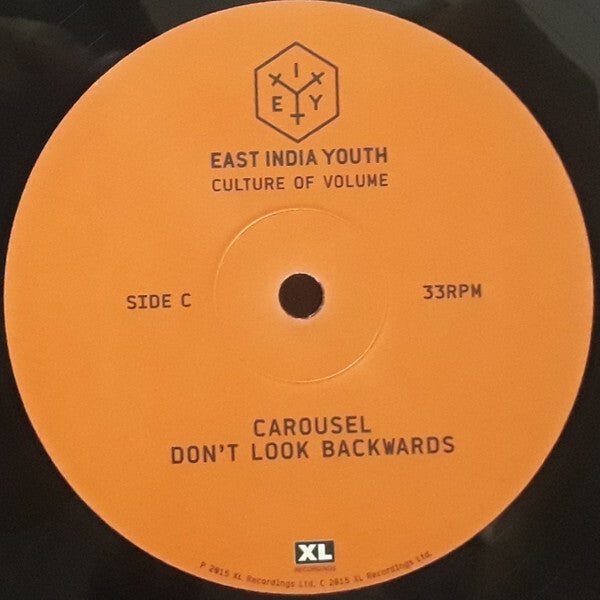 I
E Y
EAST INDIA YOUTH
CULTURE OF VOLUME
SIDE C
33RPM
CAROUSEL
DON'T LOOK BACKWARDS
XL
RECORDINGS
P 2015 XL Recordings Ltd. C 2015 XL Recordings Ltd.